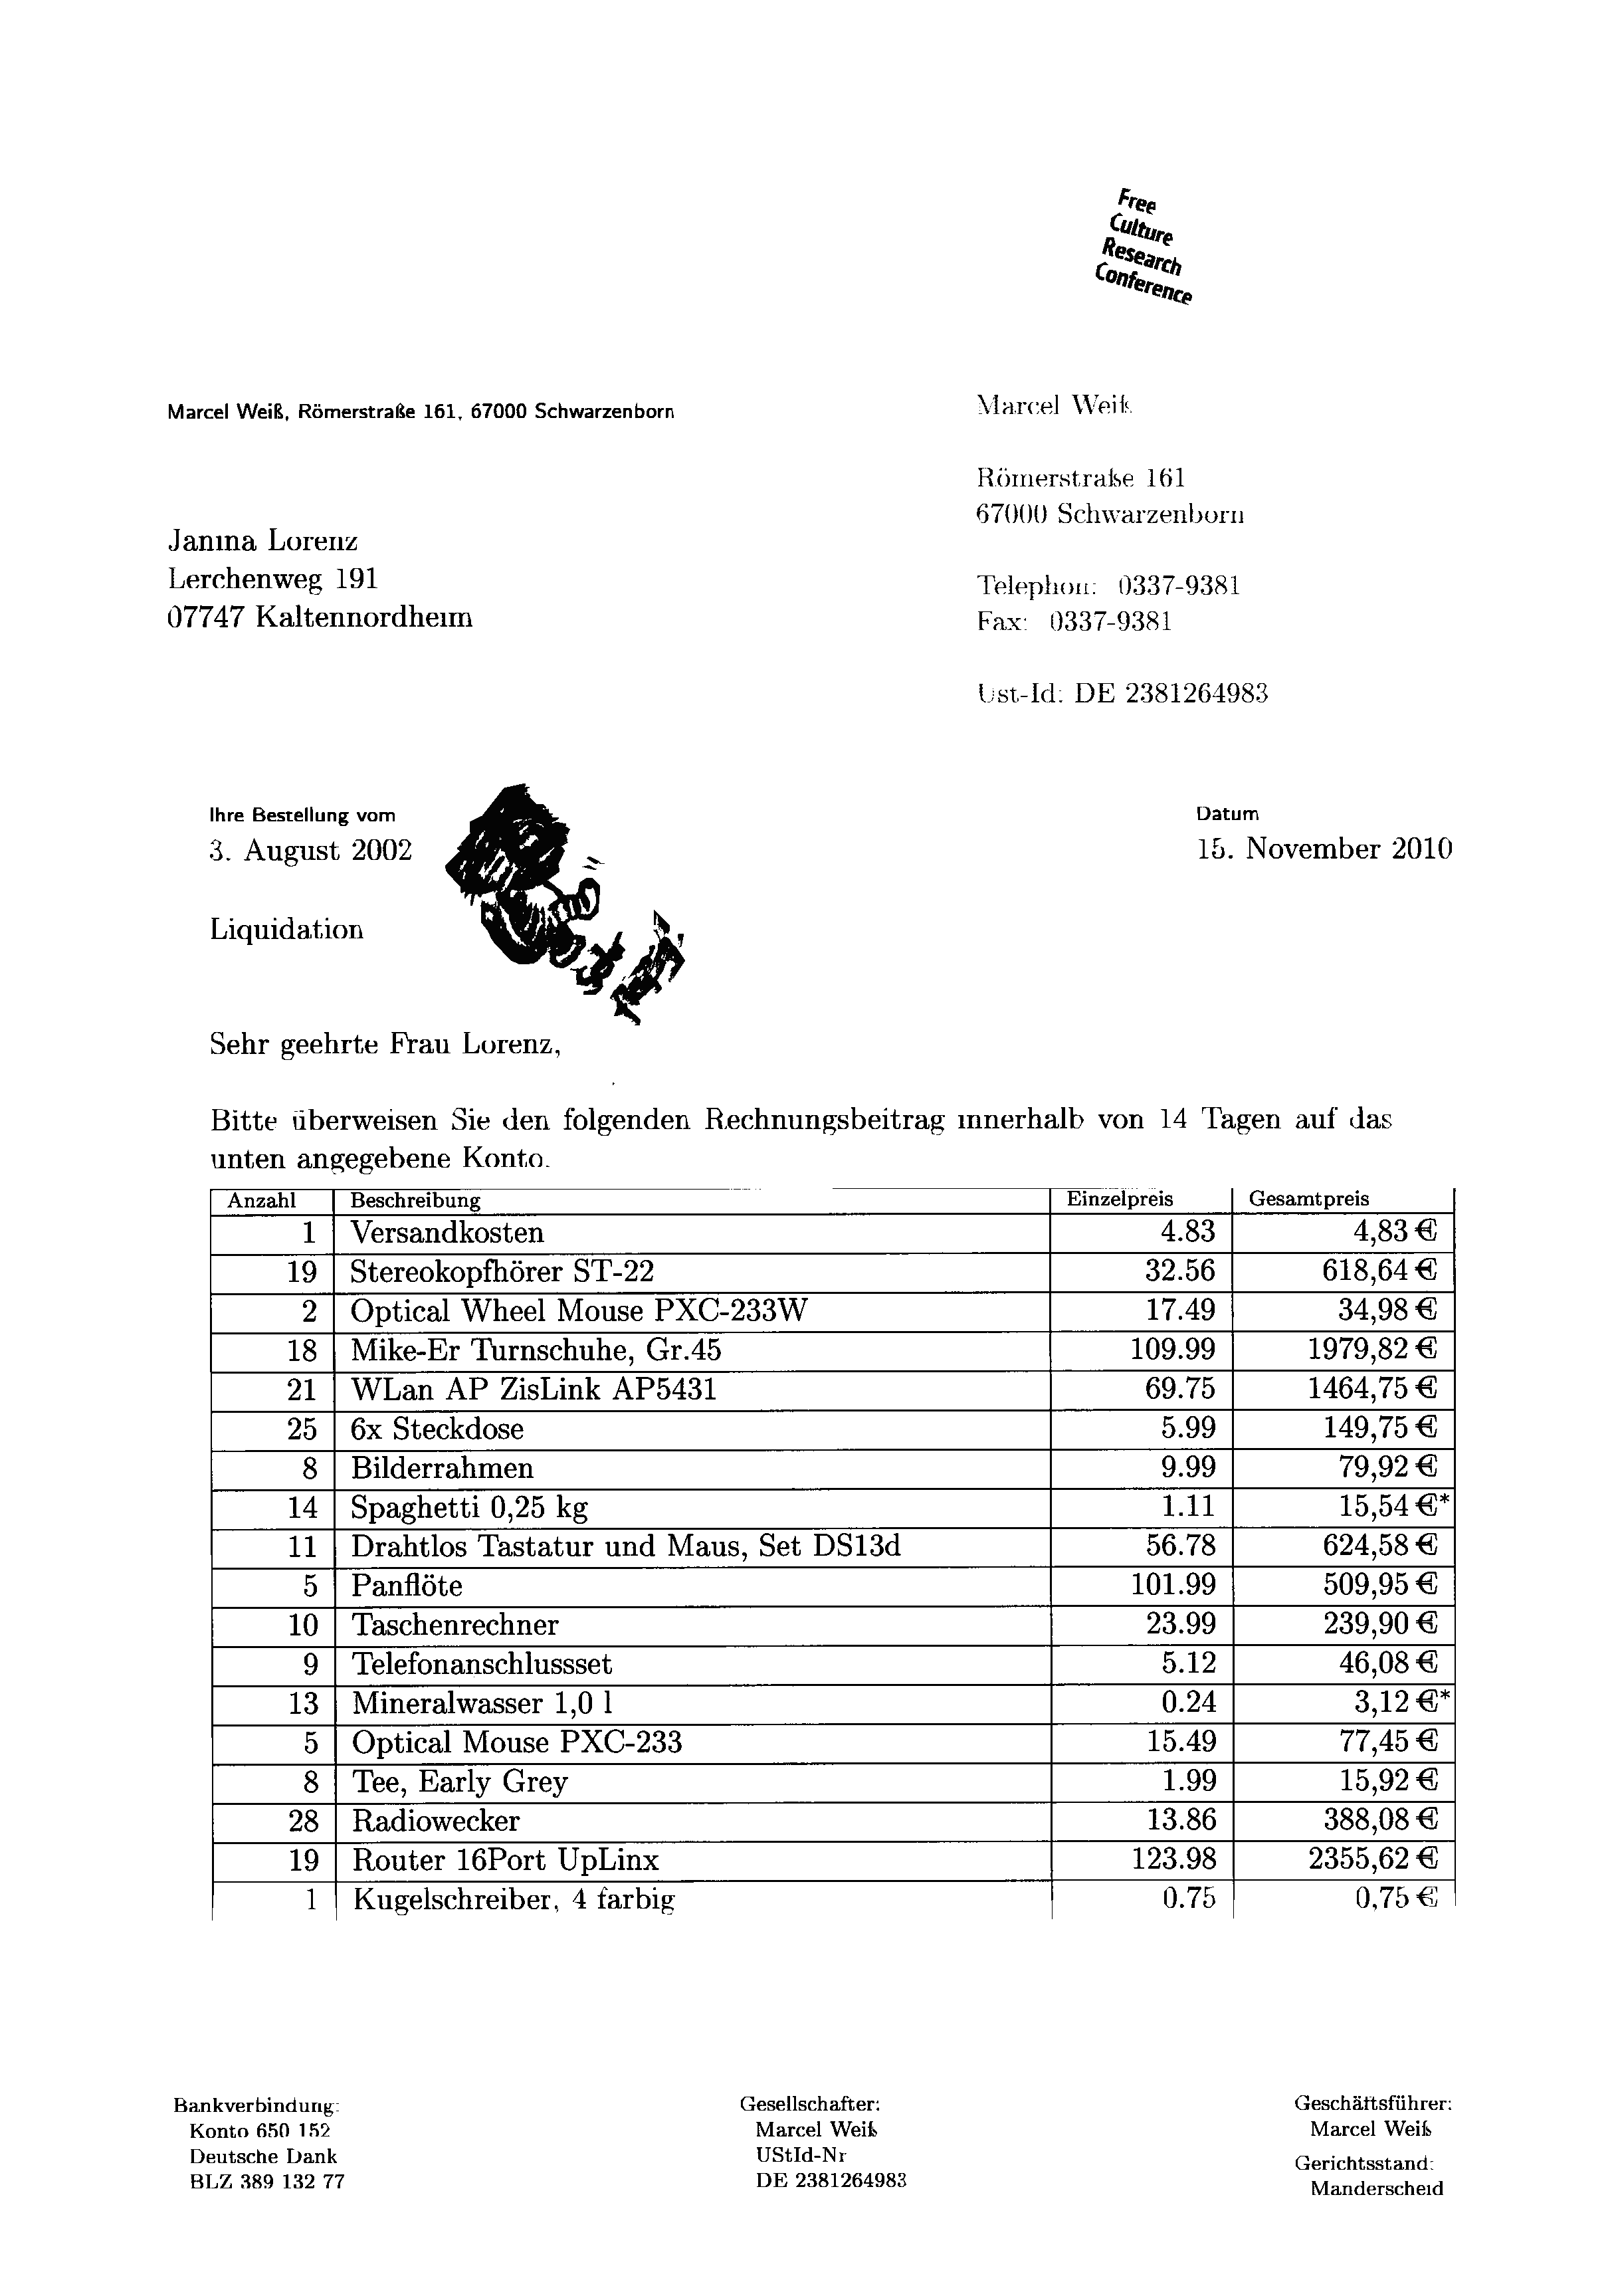 Free
Culture
Research
Conference
Marcel Weiß, Römerstraße 161, 67000 Schwarzenborn
Marcel Weiß
Römerstraße 161
67000 Schwarzenborn
Janina Lorenz
Lerchenweg 191
07747 Kaltennordheim
Telephon: 0337-9381
Fax: 0337-9381
Ust-Id: DE 2381264983
Ihre Bestellung vom
3. August 2002
Datum
15. November 2010
Liquidation
Sehr geehrte Frau Lorenz,
Bitte überweisen Sie den folgenden Rechnungsbeitrag innerhalb von 14 Tagen auf das
unten angegebene Konto.
Anzahl Beschreibung Einzelpreis Gesamtpreis
1 Versandkosten 4.83 4,83 €
19 Stereokopfhörer ST-22 32.56 618,64 €
2 Optical Wheel Mouse PXC-233W 17.49 34,98 €
18 Mike-Er Turnschuhe, Gr.45 109.99 1979,82 €
21 WLan AP ZisLink AP5431 69.75 1464,75 €
25 6x Steckdose 5.99 149,75 €
8 Bilderrahmen 9.99 79,92 €
14 Spaghetti 0,25 kg 1.11 15,54 €*
11 Drahtlos Tastatur und Maus, Set DS13d 56.78 624,58 €
5 Panflöte 101.99 509,95 €
10 Taschenrechner 23.99 239,90 €
9 Telefonanschlussset 5.12 46,08 €
13 Mineralwasser 1,0 l 0.24 3,12 €*
5 Optical Mouse PXC-233 15.49 77,45 €
8 Tee, Early Grey 1.99 15,92 €
28 Radiowecker 13.86 388,08 €
19 Router 16Port UpLinx 123.98 2355,62 €
1 Kugelschreiber, 4 farbig 0.75 0,75 €
Bankverbindung:
Konto 650 152
Deutsche Dank
BLZ 389 132 77
Gesellschafter:
Marcel Weiß
UStId-Nr
DE 2381264983
Geschäftsführer:
Marcel Weiß
Gerichtsstand:
Manderscheid